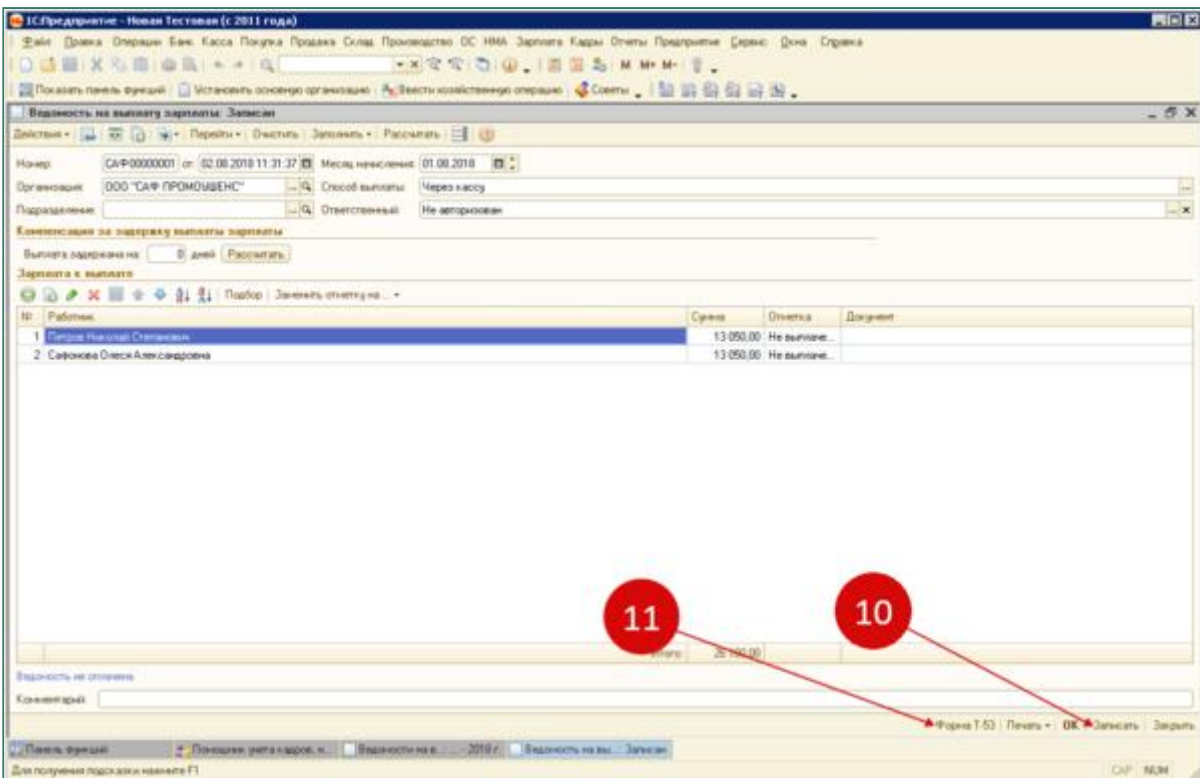 1С:Предприятие - Новая Тестовая (с 2011 года)
Файл Правка Операции Банк Касса Покупка Продажа Склад Производство ОС НМА Зарплата Кадры Отчеты Предприятие Сервис Окна Справка
M M+ M-
Показать панель функций Установить основную организацию Ввести хозяйственную операцию Советы
Ведомость на выплату зарплаты: Записан
Действия Перейти Очистить Заполнить Рассчитать
Номер: САФ00000001 от: 02.08.2018 11:31:37 Месяц начисления: 01.08.2018
Организация: ООО "САФ ПРОМОУШЕНС" ... Способ выплаты: Через кассу ...
Подразделение: ... Ответственный: Не авторизован ... x
Компенсация за задержку выплаты зарплаты
Выплата задержана на: 0 дней Рассчитать
Зарплата к выплате
Подбор Заменить отметку на...
№ Работник Сумма Отметка Документ
1 Петров Николай Степанович 13 050,00 Не выплаче...
2 Сафонова Олеся Александровна 13 050,00 Не выплаче...
11
10
Итого: 26 100,00
Ведомость не оплачена
Комментарий:
Форма Т-53 Печать OK Записать Закрыть
Панель функций Помощник учета кадров, н... Ведомости на в... ... 2018 г. Ведомость на вы... Записан
Для получения подсказки нажмите F1 CAP NUM